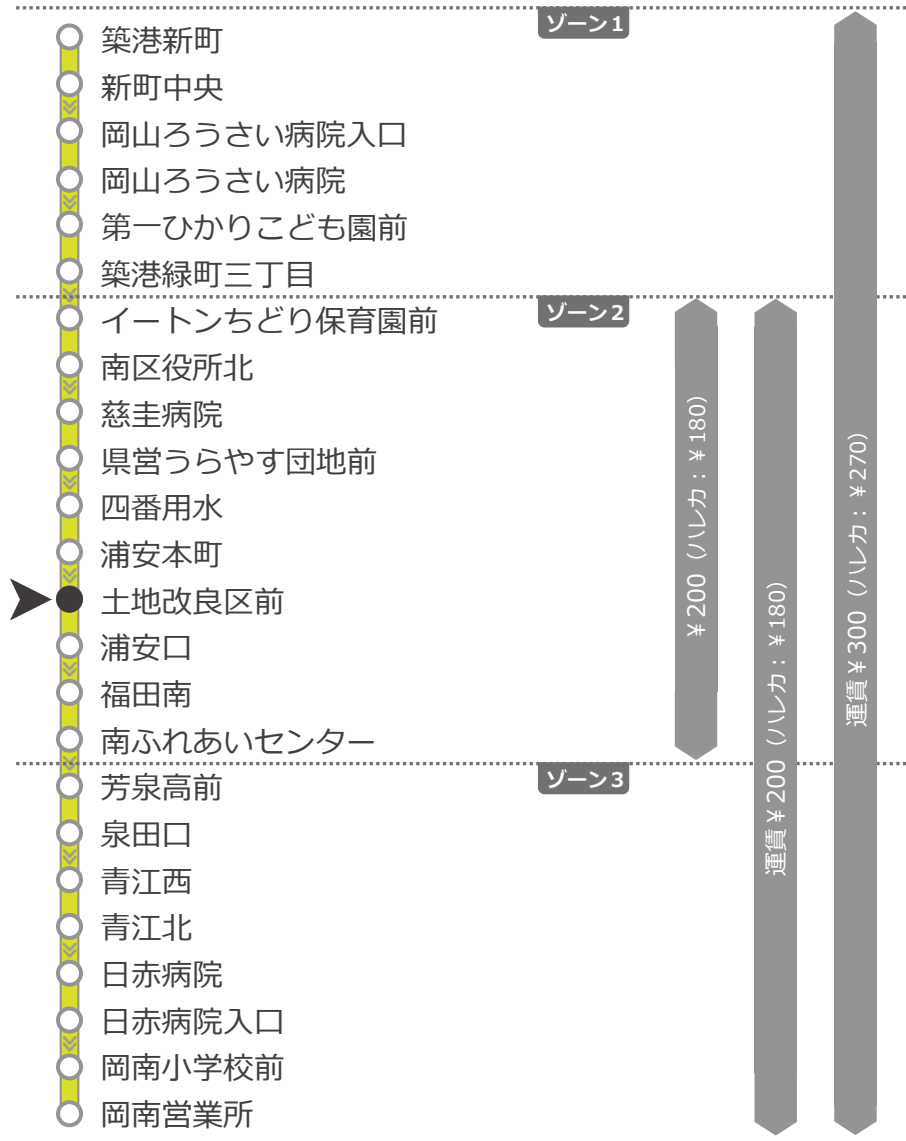 ゾーン1
築港新町
新町中央
岡山ろうさい病院入口
岡山ろうさい病院
第一ひかりこども園前
築港緑町三丁目
ゾーン2
イートンちどり保育園前
南区役所北
慈圭病院
県営うらやす団地前
四番用水
浦安本町
土地改良区前
浦安口
福田南
南ふれあいセンター
ゾーン3
芳泉高前
泉田口
青江西
青江北
日赤病院
日赤病院入口
岡南小学校前
岡南営業所
¥200(ハレカ:¥180)
運賃¥200(ハレカ:¥180)
運賃¥300(ハレカ:¥270)